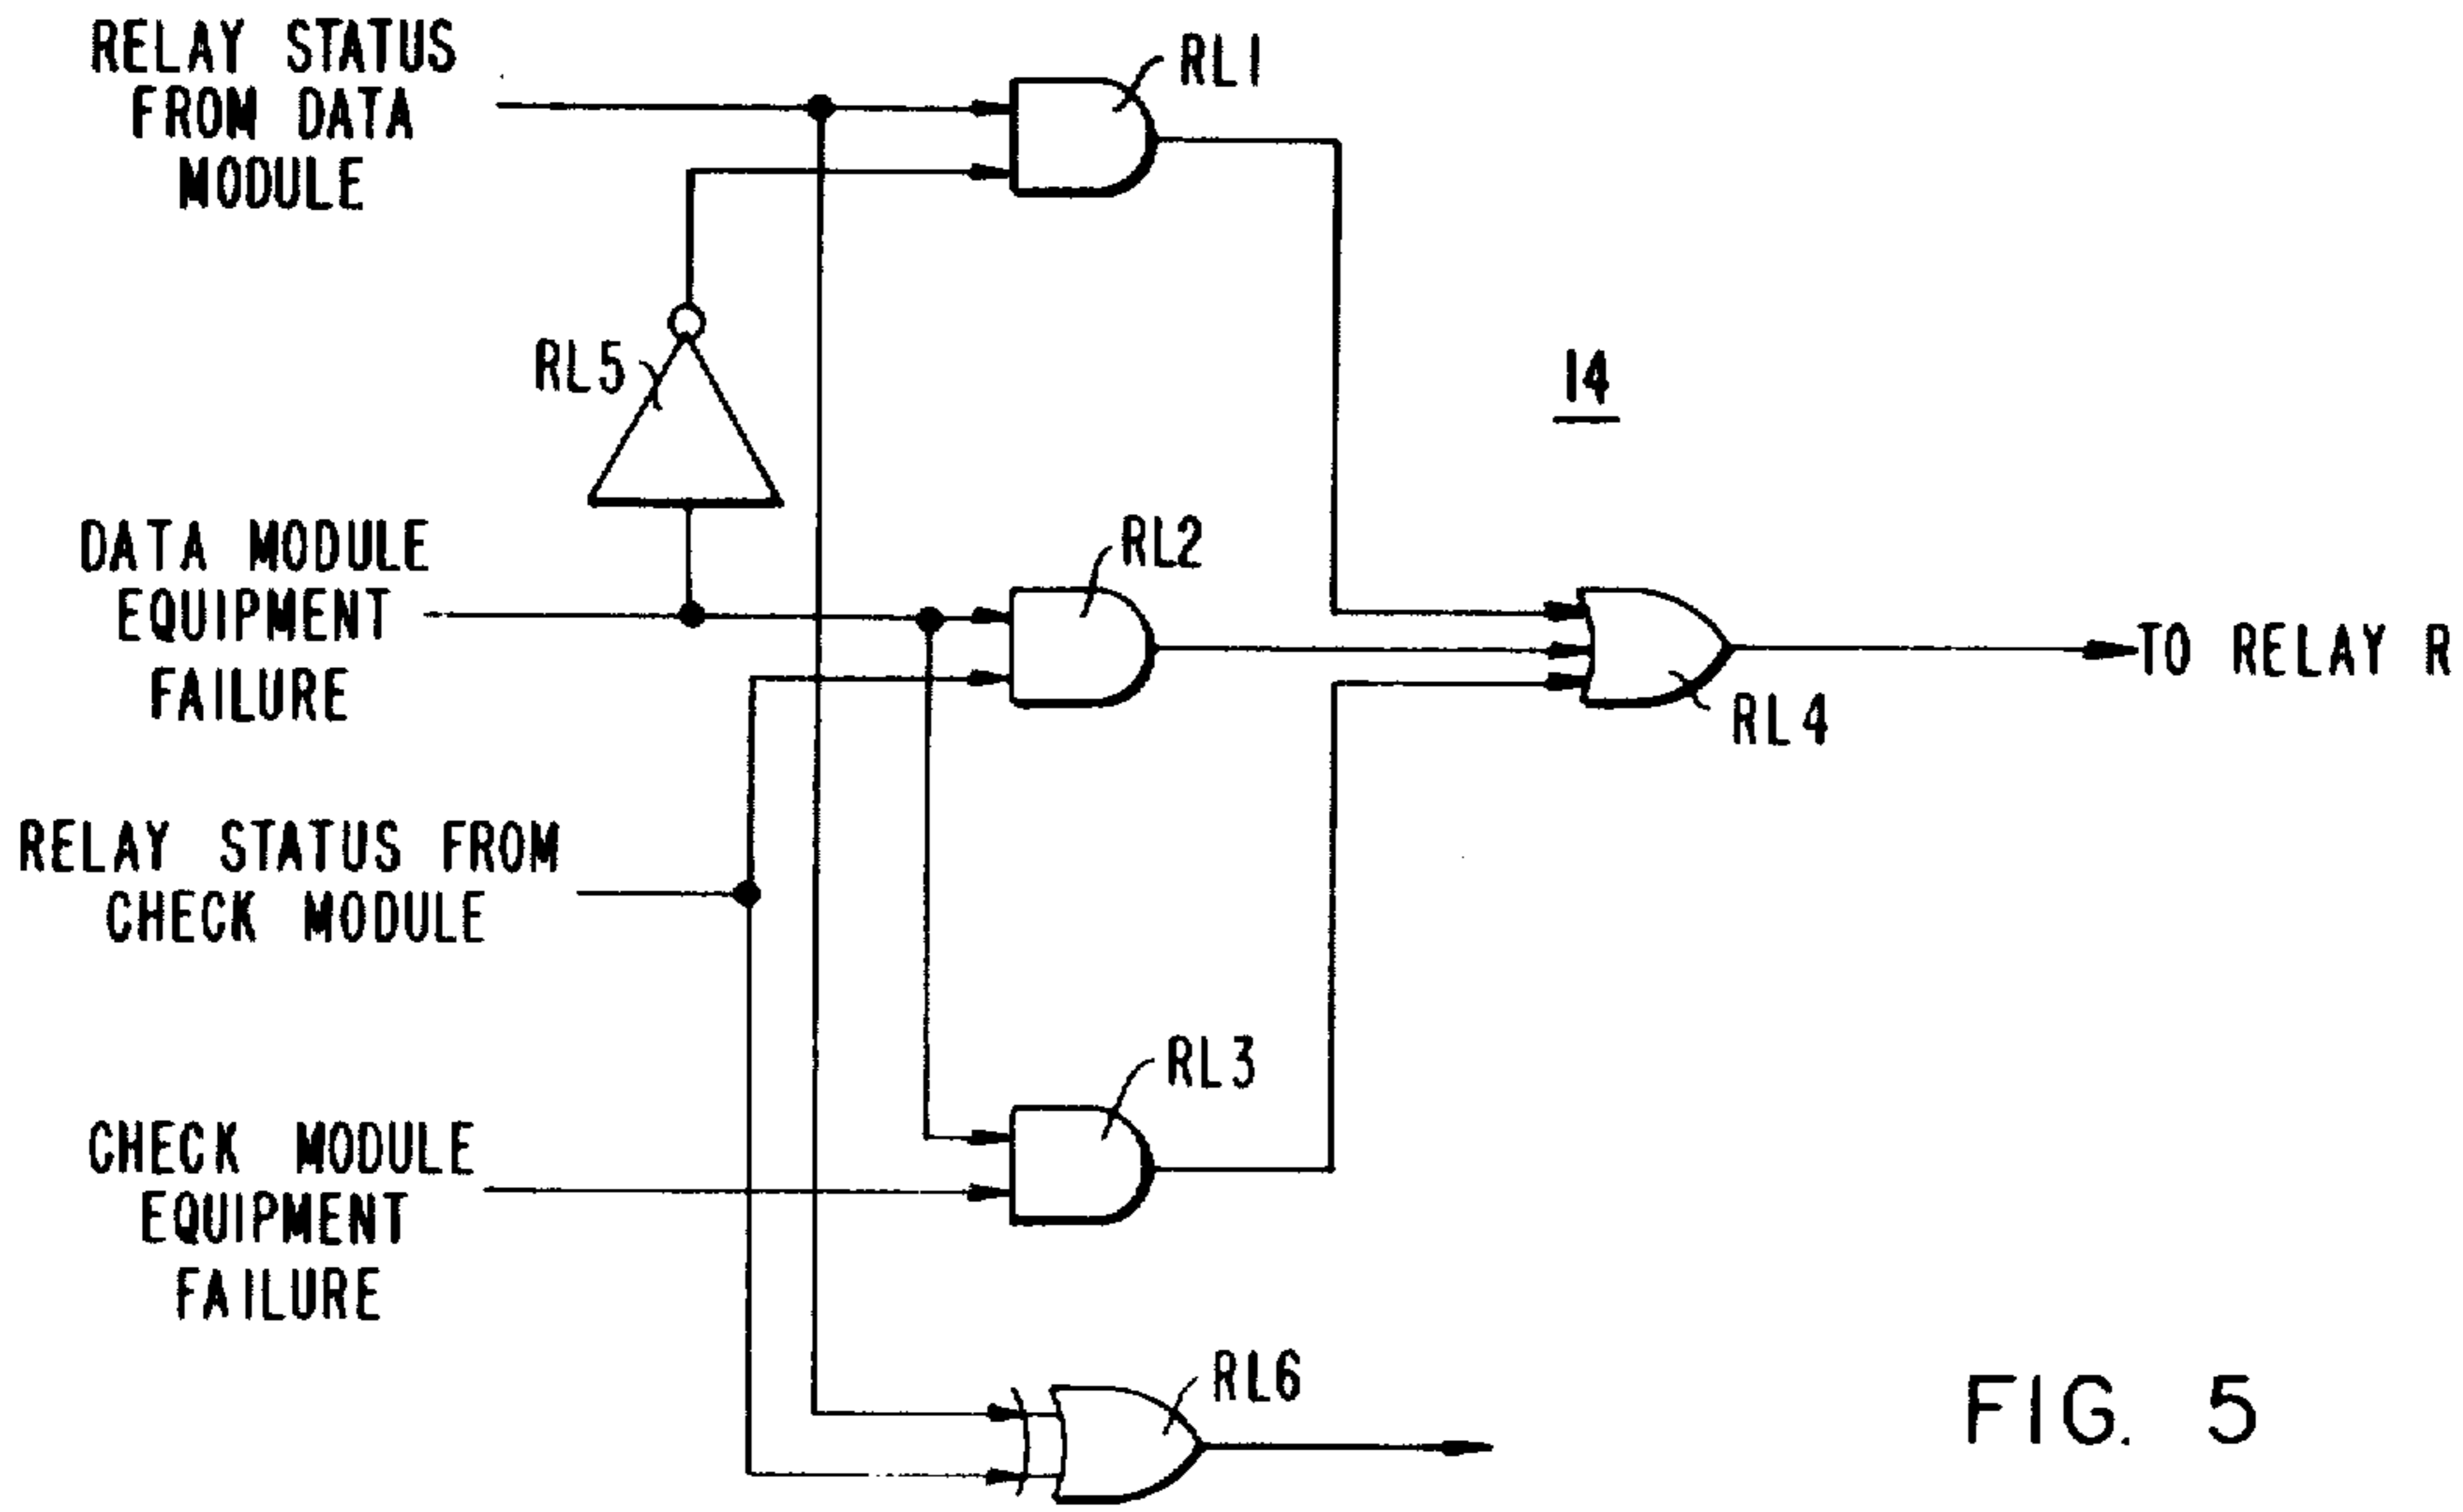 RELAY STATUS
FROM DATA
MODULE
RL1
RL5
14
DATA MODULE
EQUIPMENT
FAILURE
RL2
TO RELAY R
RL4
RELAY STATUS FROM
CHECK MODULE
RL3
CHECK MODULE
EQUIPMENT
FAILURE
RL6
FIG. 5